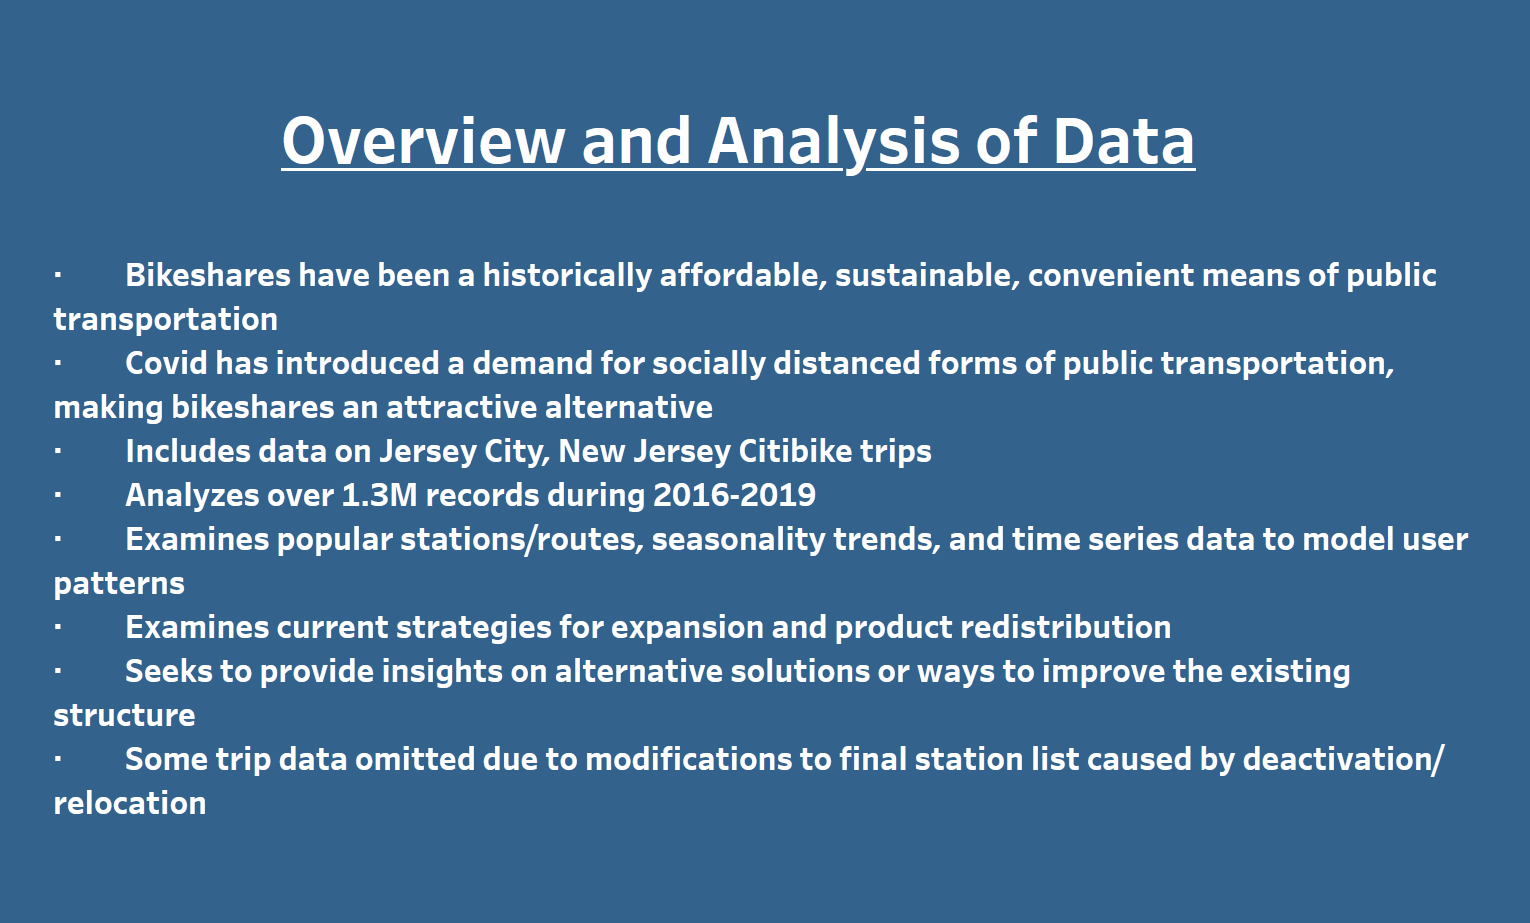 Overview and Analysis of Data
· Bikeshares have been a historically affordable, sustainable, convenient means of public
transportation
· Covid has introduced a demand for socially distanced forms of public transportation,
making bikeshares an attractive alternative
· Includes data on Jersey City, New Jersey Citibike trips
· Analyzes over 1.3M records during 2016-2019
· Examines popular stations/routes, seasonality trends, and time series data to model user
patterns
· Examines current strategies for expansion and product redistribution
· Seeks to provide insights on alternative solutions or ways to improve the existing
structure
· Some trip data omitted due to modifications to final station list caused by deactivation/
relocation